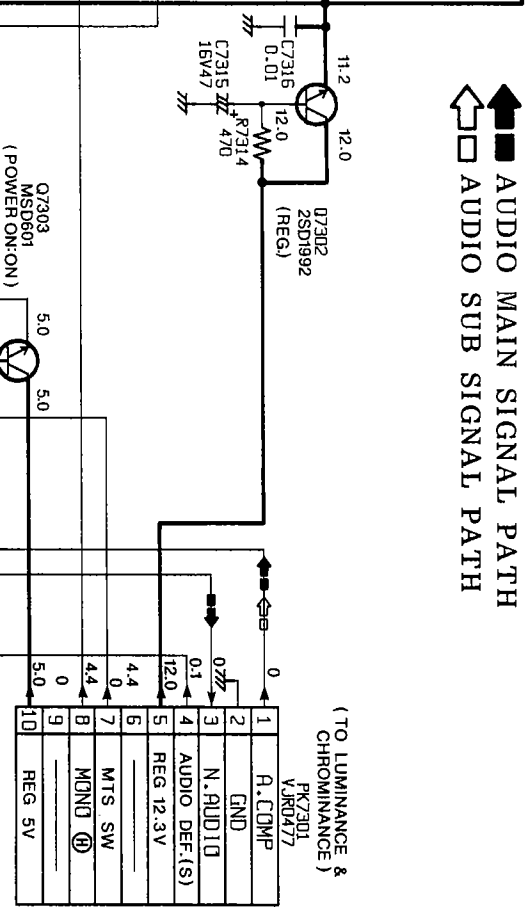 AUDIO MAIN SIGNAL PATH
AUDIO SUB SIGNAL PATH
11.2
12.0
C7316
0.01
C7315
16V47
+
12.0
R7314
470
Q7302
2SD1992
(REG.)
Q7303
MSD601
(POWER ON:ON)
5.0
5.0
(TO LUMINANCE &
CHROMINANCE)
PK7301
VJR0477
0
1 A.COMP
2 GND
0
3 N.AUDIO
0.1
4 AUDIO DEF.(S)
12.0
5 REG 12.3V
4.4
6
0
7 MTS SW
4.4
8 MONO (H)
0
9
5.0
10 REG 5V